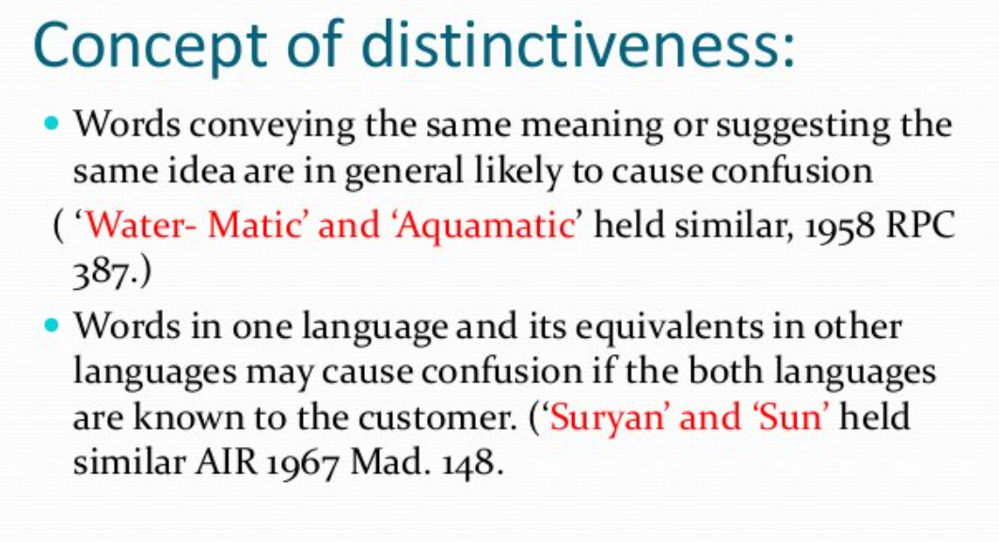 Concept of distinctiveness:
• Words conveying the same meaning or suggesting the
same idea are in general likely to cause confusion
( ‘Water- Matic’ and ‘Aquamatic’ held similar, 1958 RPC
387.)
• Words in one language and its equivalents in other
languages may cause confusion if the both languages
are known to the customer. (‘Suryan’ and ‘Sun’ held
similar AIR 1967 Mad. 148.